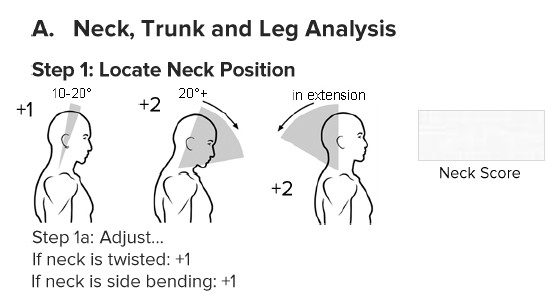 A. Neck, Trunk and Leg Analysis
Step 1: Locate Neck Position
+1
10-20°
+2
20°+
in extension
+2
Neck Score
Step 1a: Adjust...
If neck is twisted: +1
If neck is side bending: +1